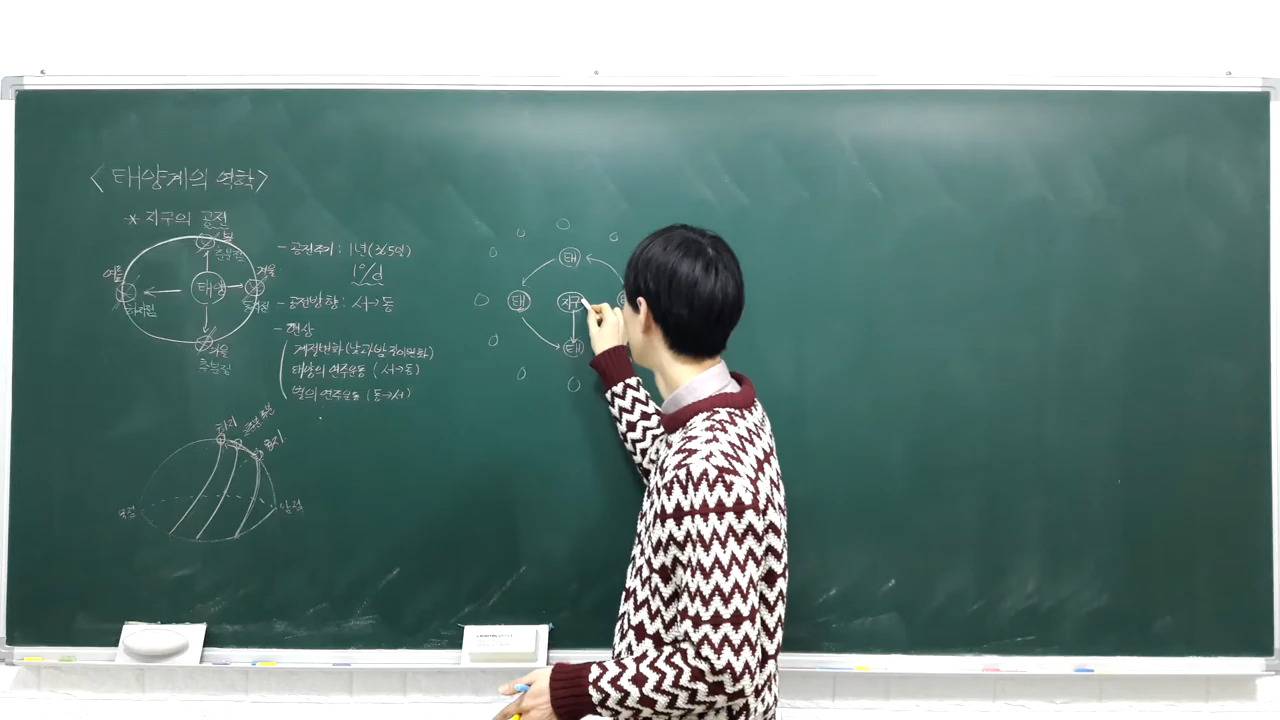 <태양계의 역학>
* 지구의 공전
봄
춘분점
여름
하지점
태양
겨울
동지점
가을
추분점
- 공전주기 : 1년(365일)
1°/d
- 공전방향 : 서→동
- 현상
계절변화(낮과밤 길이변화)
태양의 연주운동 (서→동)
별의 연주운동 (동→서)
하지
춘분 추분
동지
북점
남점
태
태
지구
태